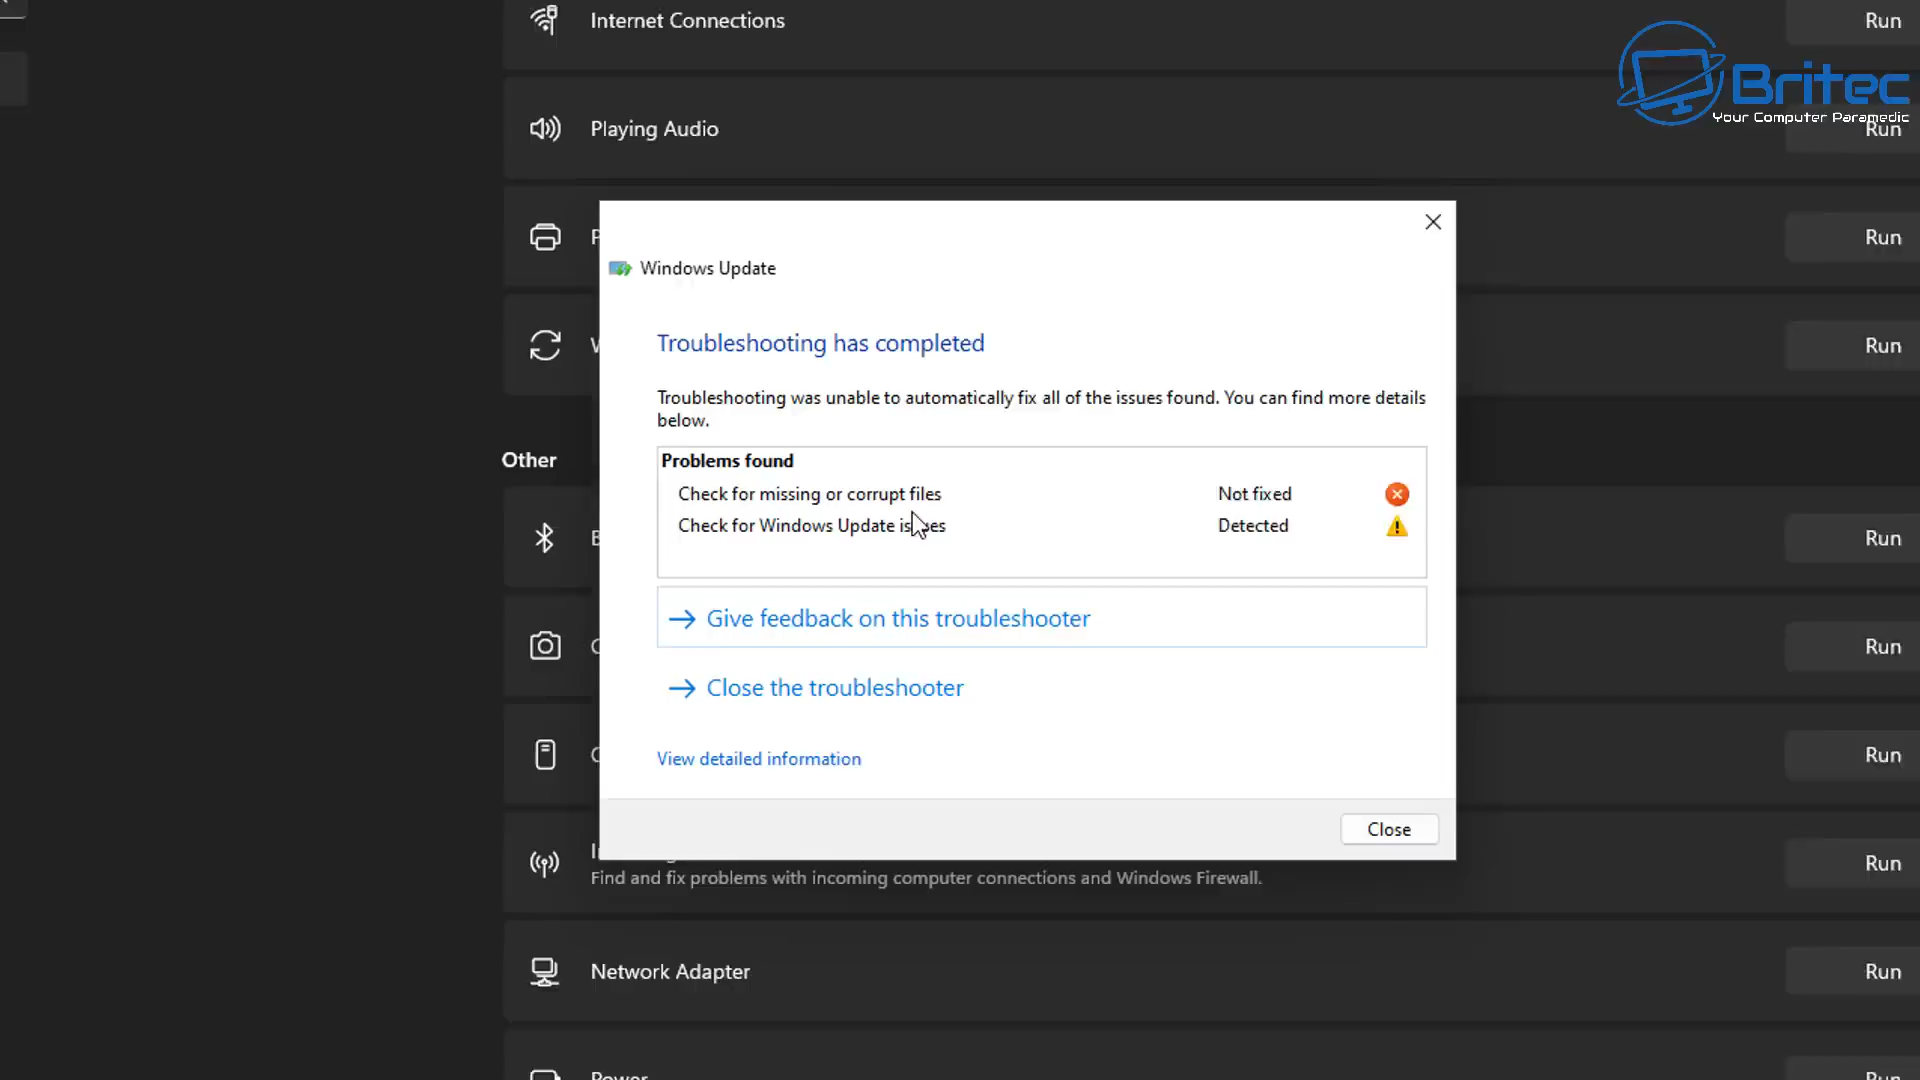 Internet Connections
Run
Britec
Your Computer Paramedic
Playing Audio
Run
Run
Windows Update
Troubleshooting has completed
Run
Troubleshooting was unable to automatically fix all of the issues found. You can find more details
below.
Other
Problems found
Check for missing or corrupt files
Not fixed
Check for Windows Update issues
Detected
Run
Give feedback on this troubleshooter
Run
Close the troubleshooter
View detailed information
Run
Close
Run
Find and fix problems with incoming computer connections and Windows Firewall.
Network Adapter
Run
Power
Run